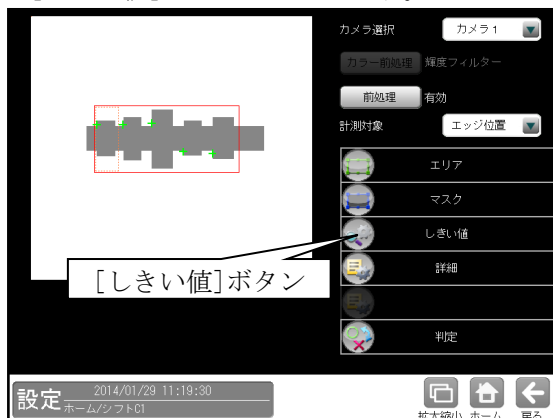 カメラ選択
カメラ1
カラー前処理
輝度フィルター
前処理
有効
計測対象
エッジ位置
エリア
マスク
しきい値
[しきい値]ボタン
詳細
判定
設定
2014/01/29 11:19:30
ホーム/シフト01
拡大縮小 ホーム 戻る